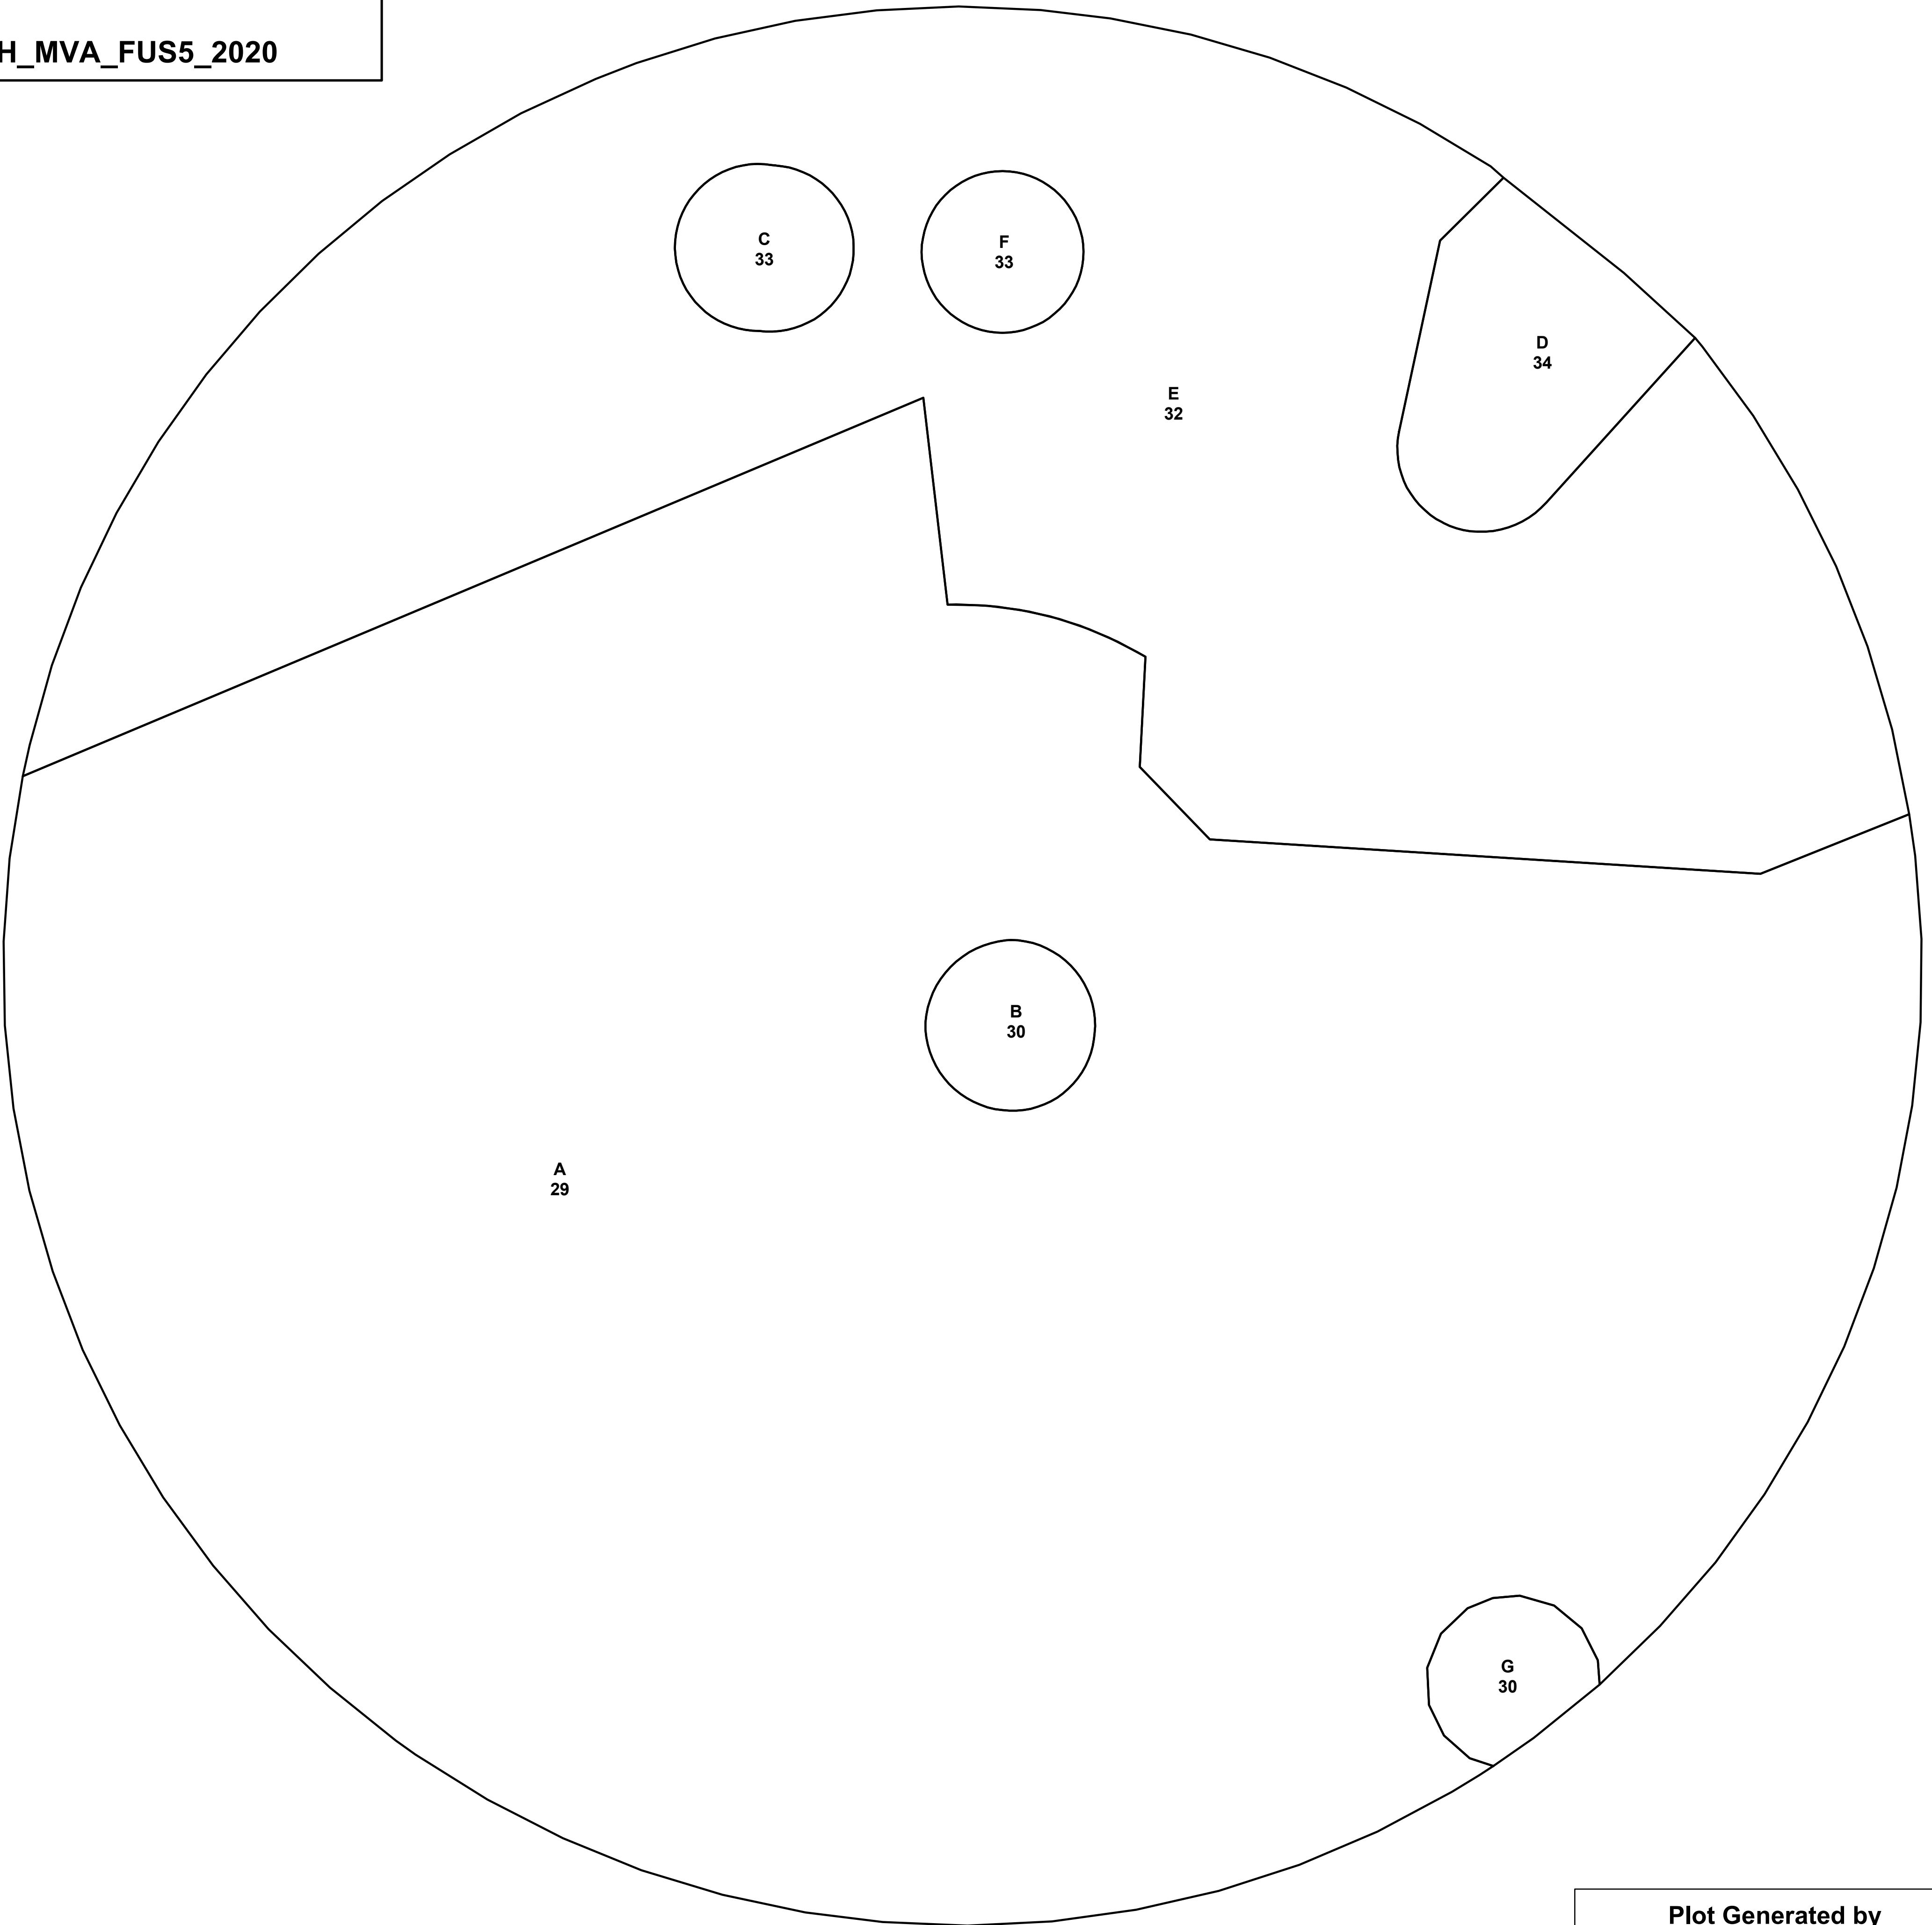 H_MVA_FUS5_2020
C
33
F
33
D
34
E
32
B
30
A
29
G
30
Plot Generated by